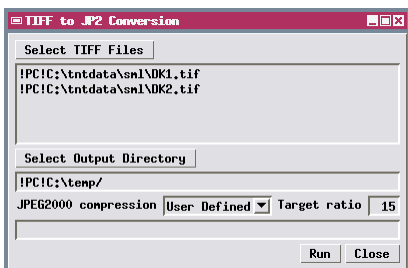 TIFF to JP2 Conversion
Select TIFF Files
!PC!C:\tntdata\sml\DK1.tif
!PC!C:\tntdata\sml\DK2.tif
Select Output Directory
!PC!C:\temp/
JPEG2000 compression User Defined Target ratio 15
Run Close